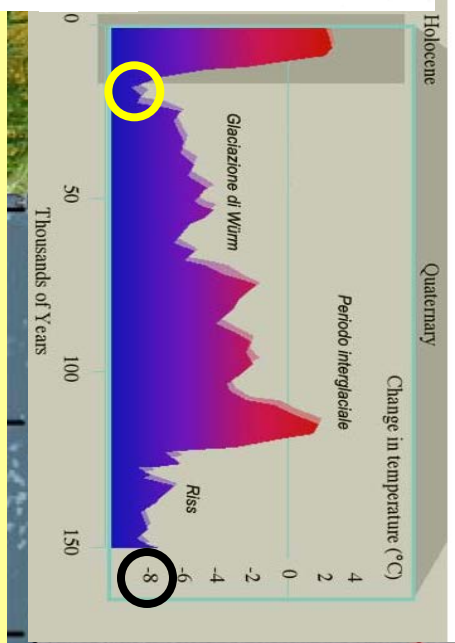 Holocene
Quaternary
Change in temperature (°C)
4
2
0
-2
-4
-6
-8
Periodo interglaciale
Glaciazione di Würm
Riss
0
50
100
150
Thousands of Years